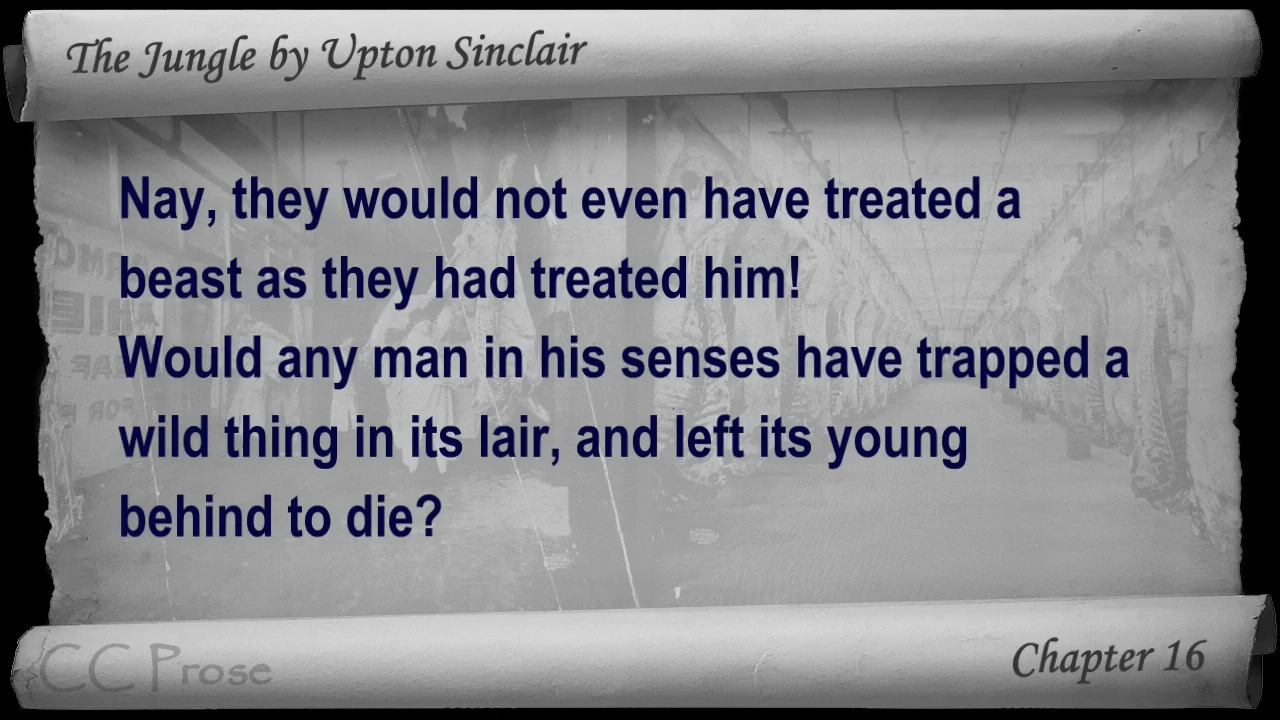 The Jungle by Upton Sinclair
Nay, they would not even have treated a
beast as they had treated him!
Would any man in his senses have trapped a
wild thing in its lair, and left its young
behind to die?
CC Prose
Chapter 16